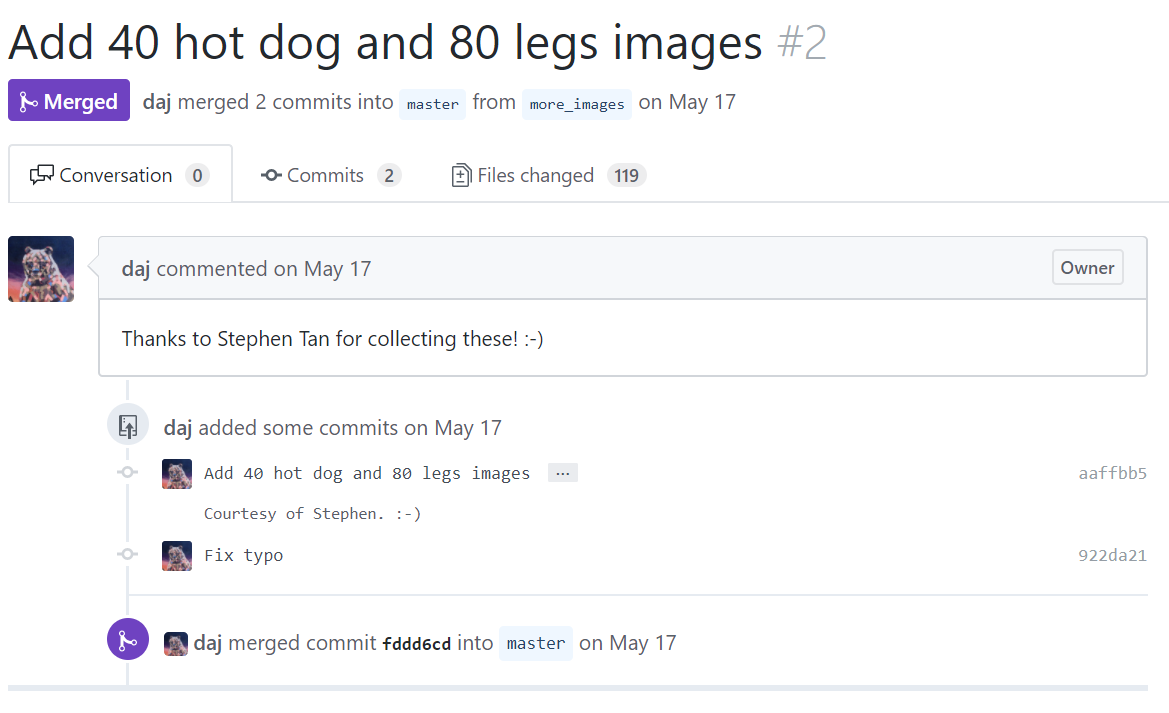 Add 40 hot dog and 80 legs images #2
Merged daj merged 2 commits into master from more_images on May 17
Conversation 0 Commits 2 Files changed 119
daj commented on May 17 Owner
Thanks to Stephen Tan for collecting these! :-)
daj added some commits on May 17
Add 40 hot dog and 80 legs images ... aaffbb5
Courtesy of Stephen. :-)
Fix typo 922da21
daj merged commit fddd6cd into master on May 17